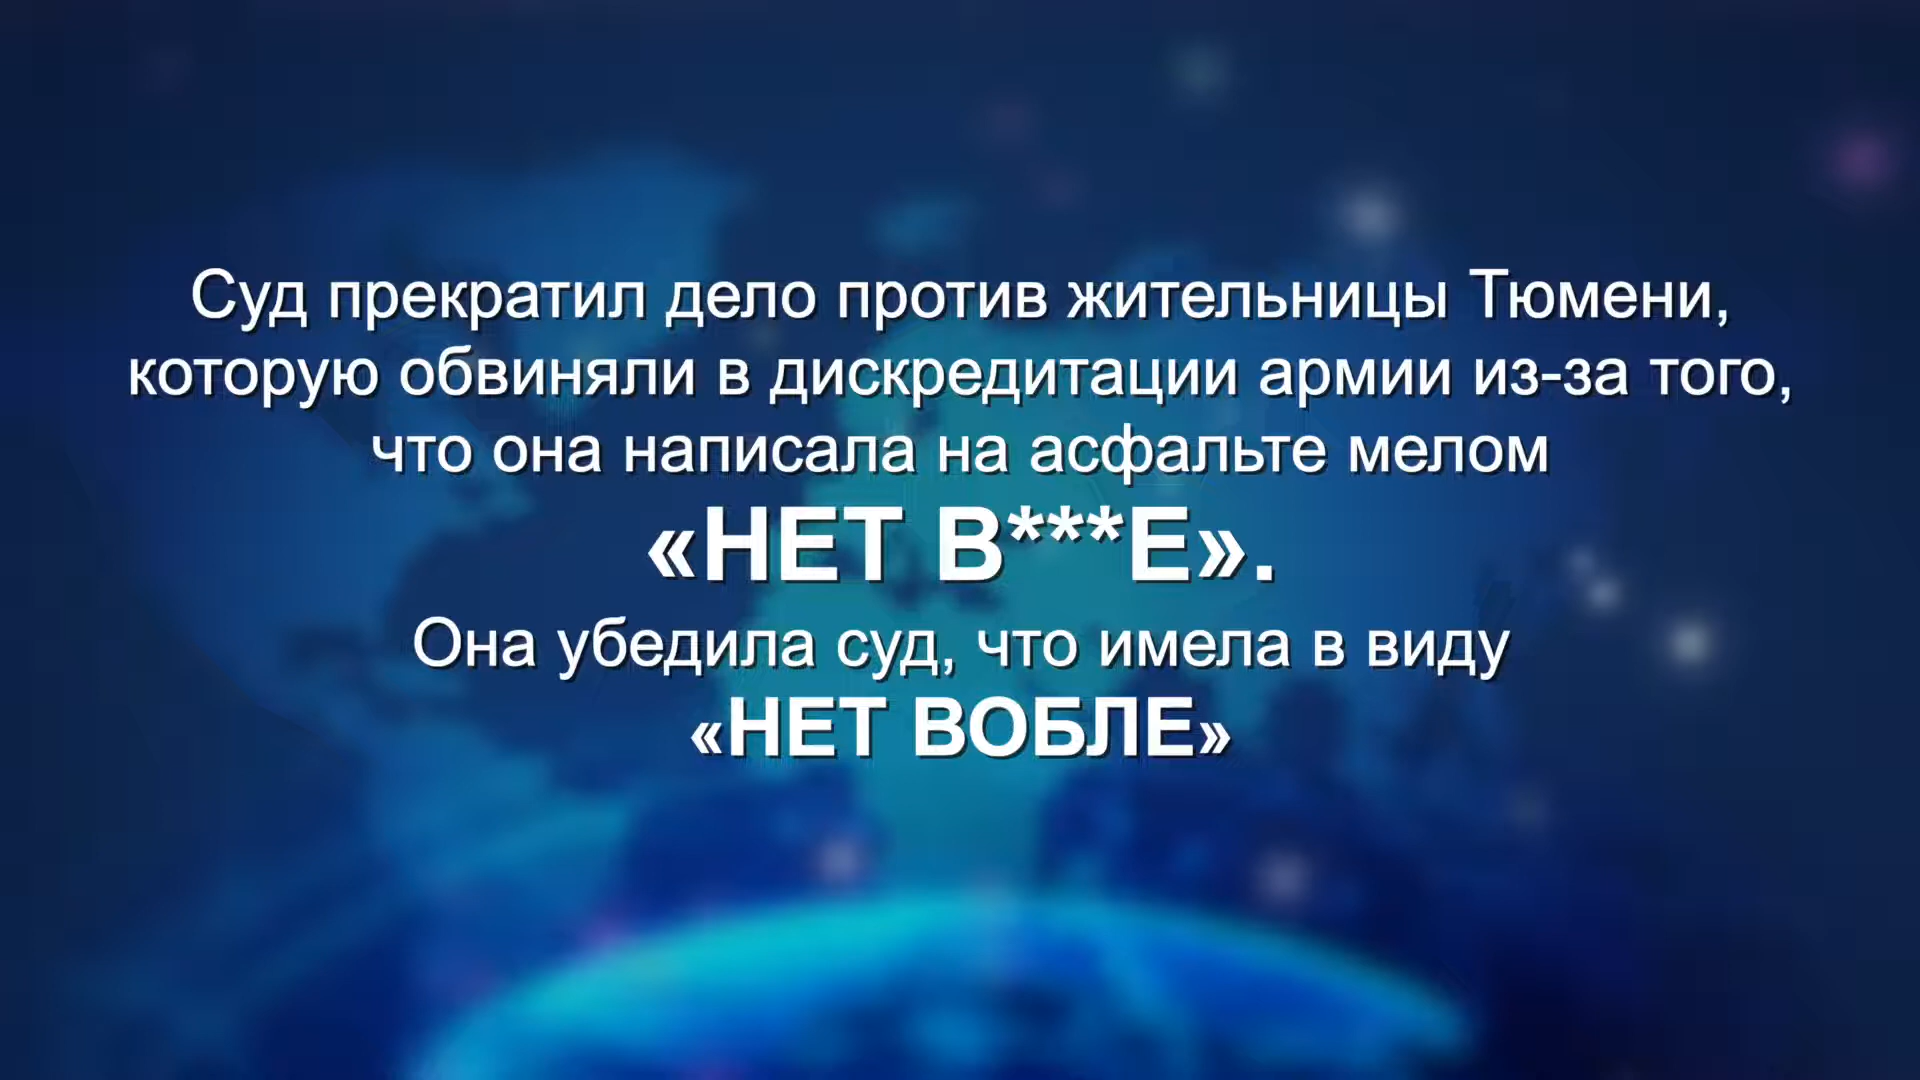 Суд прекратил дело против жительницы Тюмени,
которую обвиняли в дискредитации армии из-за того,
что она написала на асфальте мелом
«НЕТ В***Е».
Она убедила суд, что имела в виду
«НЕТ ВОБЛЕ»